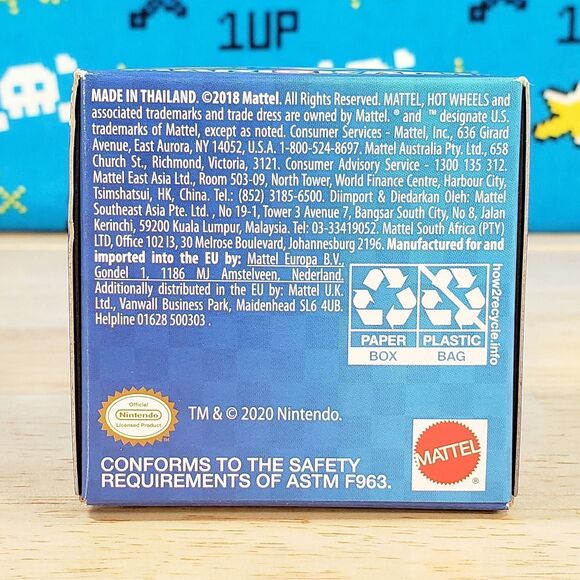 1UP
MADE IN THAILAND. ©2018 Mattel. All Rights Reserved. MATTEL, HOT WHEELS and
associated trademarks and trade dress are owned by Mattel. ® and ™ designate U.S.
trademarks of Mattel, except as noted. Consumer Services - Mattel, Inc., 636 Girard
Avenue, East Aurora, NY 14052, U.S.A. 1-800-524-8697. Mattel Australia Pty. Ltd., 658
Church St., Richmond, Victoria, 3121. Consumer Advisory Service - 1300 135 312.
Mattel East Asia Ltd., Room 503-09, North Tower, World Finance Centre, Harbour City,
Tsimshatsui, HK, China. Tel.: (852) 3185-6500. Diimport & Diedarkan Oleh: Mattel
Southeast Asia Pte. Ltd. , No 19-1, Tower 3 Avenue 7, Bangsar South City, No 8, Jalan
Kerinchi, 59200 Kuala Lumpur, Malaysia. Tel: 03-33419052. Mattel South Africa (PTY)
LTD, Office 102 I3, 30 Melrose Boulevard, Johannesburg 2196. Manufactured for and
imported into the EU by: Mattel Europa B.V.,
Gondel 1, 1186 MJ Amstelveen, Nederland.
Additionally distributed in the EU by: Mattel U.K.
Ltd., Vanwall Business Park, Maidenhead SL6 4UB.
Helpline 01628 500303 .
PAPER
BOX
PLASTIC
BAG
how2recycle.info
Official
Nintendo
Licensed Product
TM & © 2020 Nintendo.
CONFORMS TO THE SAFETY
REQUIREMENTS OF ASTM F963.
MATTEL
®